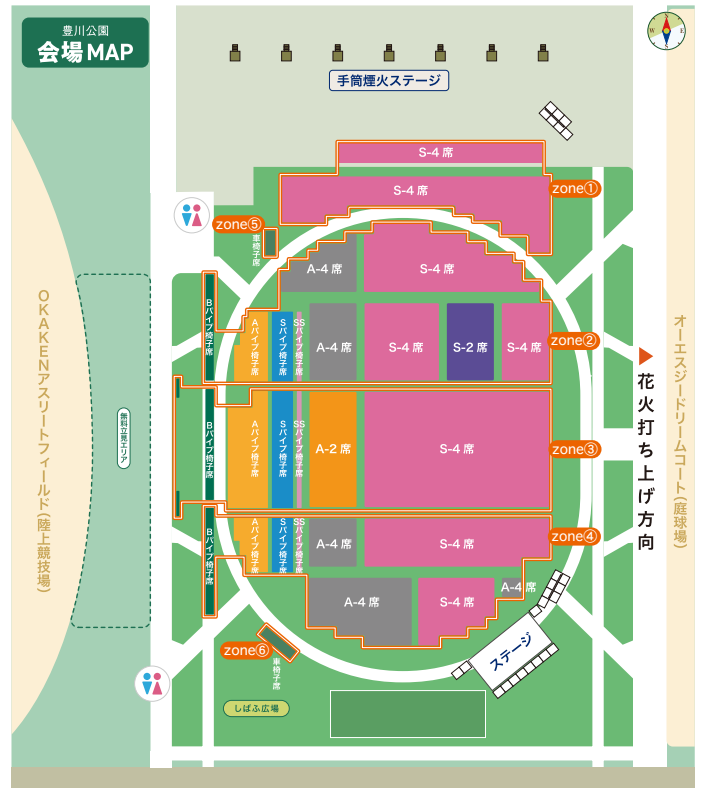 豊川公園
会場MAP
手筒煙火ステージ
N
W
E
S
S-4 席
S-4 席
zone①
zone⑤
車椅子席
A-4 席
S-4 席
Bパイプ椅子席
Aパイプ椅子席
Sパイプ椅子席
SSパイプ椅子席
A-4 席
S-4 席
S-2 席
S-4 席
zone②
Bパイプ椅子席
Aパイプ椅子席
Sパイプ椅子席
SSパイプ椅子席
A-2 席
S-4 席
zone③
Bパイプ椅子席
Aパイプ椅子席
Sパイプ椅子席
SSパイプ椅子席
A-4 席
S-4 席
zone④
A-4 席
S-4 席
A-4 席
zone⑥
車椅子席
ステージ
しばふ広場
OKAKENアスリートフィールド(陸上競技場)
無料立見エリア
花火打ち上げ方向
オーエスジードリームコート(庭球場)